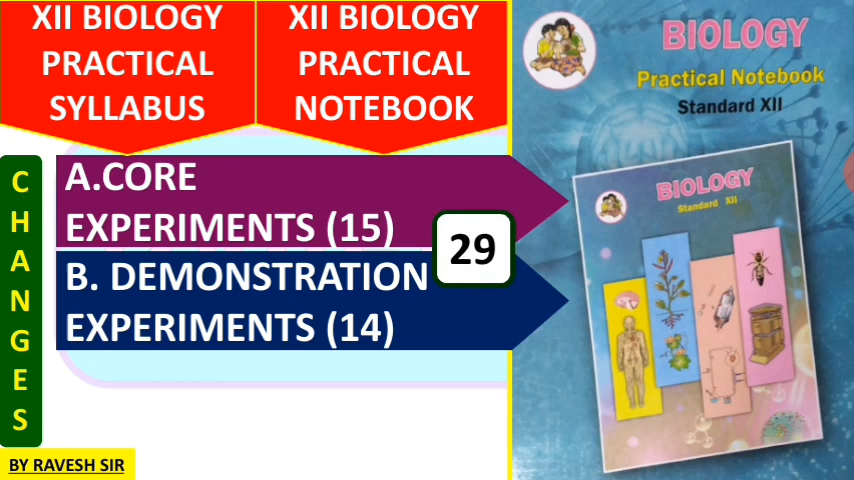 XII BIOLOGY
PRACTICAL
SYLLABUS
XII BIOLOGY
PRACTICAL
NOTEBOOK
C
H
A
N
G
E
S
A.CORE
EXPERIMENTS (15)
B. DEMONSTRATION
EXPERIMENTS (14)
29
BY RAVESH SIR
BIOLOGY
Practical Notebook
Standard XII
BIOLOGY
Standard XII